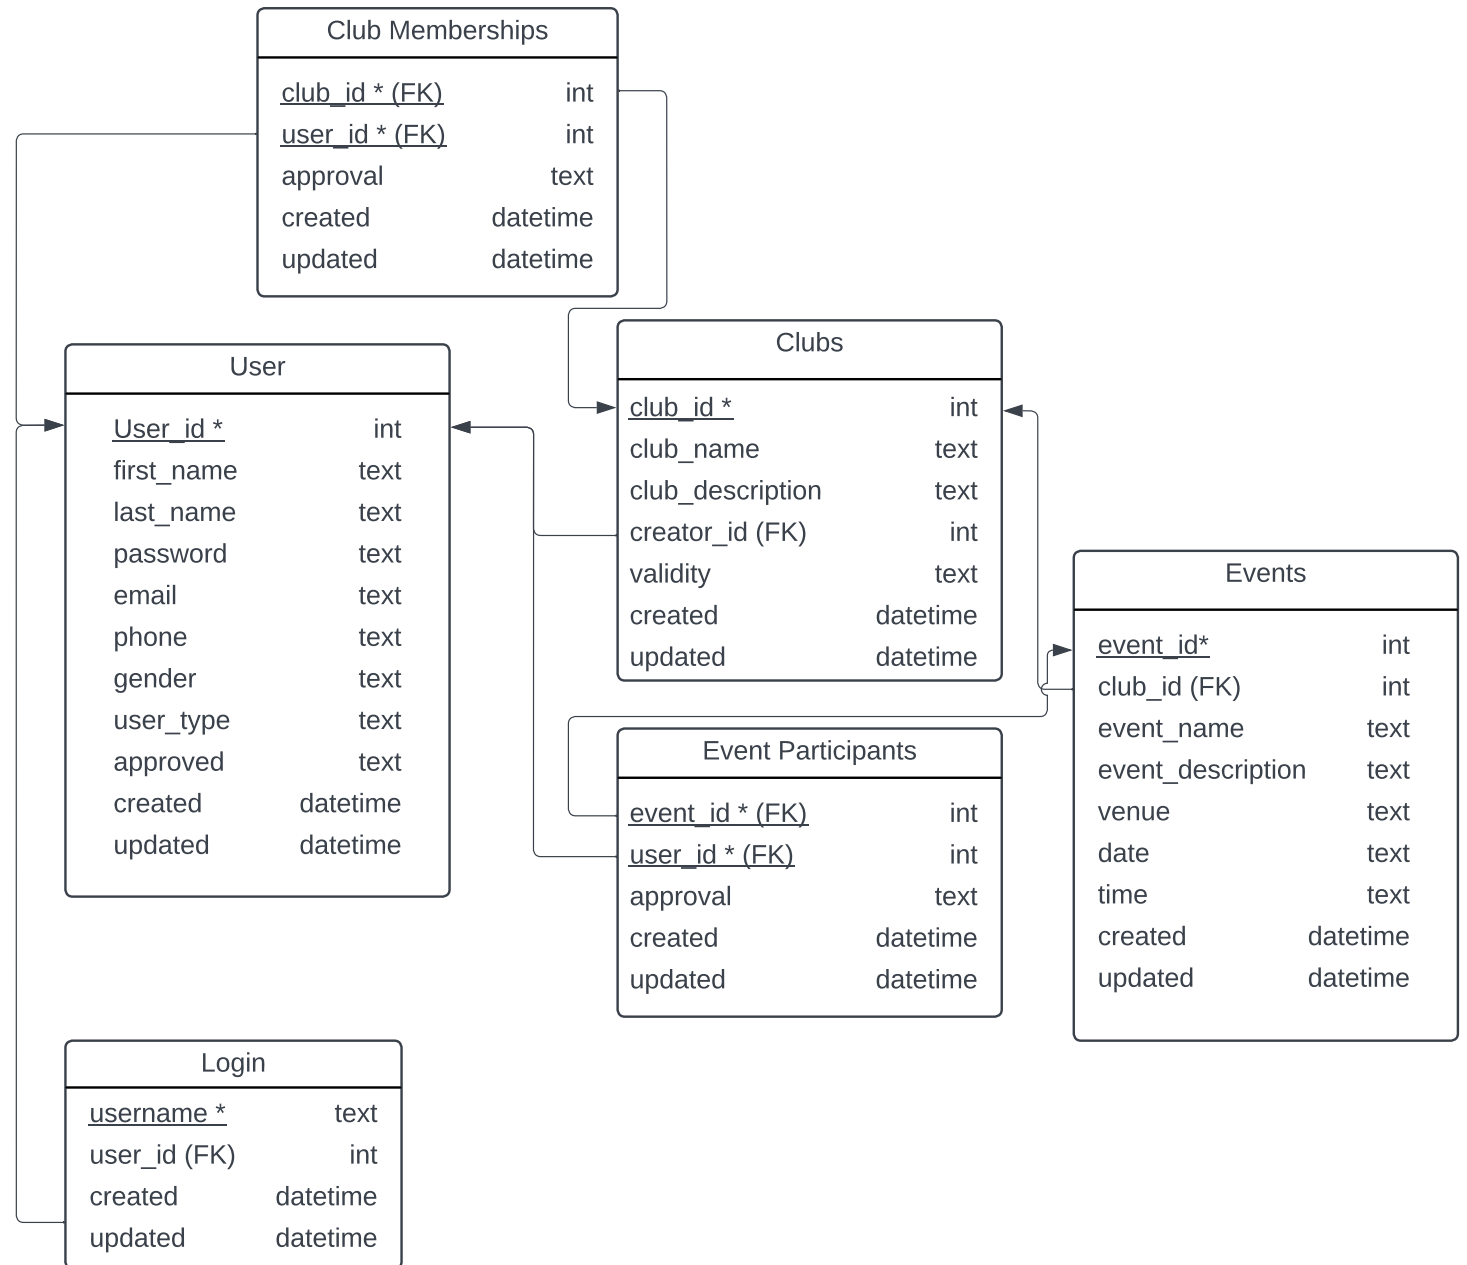 Club Memberships
club_id * (FK) int
user_id * (FK) int
approval text
created datetime
updated datetime
User
User_id * int
first_name text
last_name text
password text
email text
phone text
gender text
user_type text
approved text
created datetime
updated datetime
Clubs
club_id * int
club_name text
club_description text
creator_id (FK) int
validity text
created datetime
updated datetime
Events
event_id* int
club_id (FK) int
event_name text
event_description text
venue text
date text
time text
created datetime
updated datetime
Event Participants
event_id * (FK) int
user_id * (FK) int
approval text
created datetime
updated datetime
Login
username * text
user_id (FK) int
created datetime
updated datetime